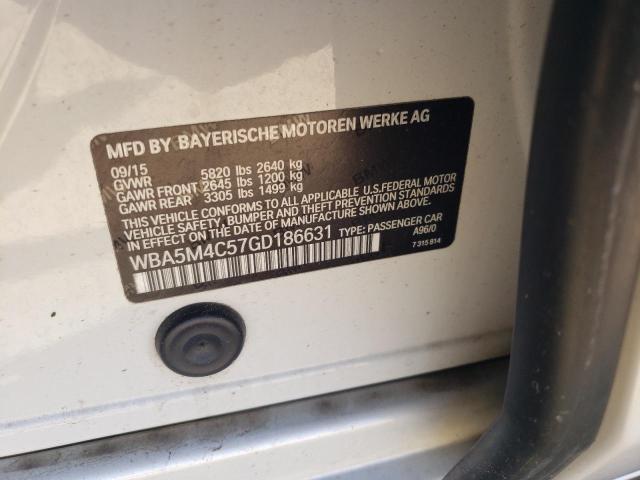 MFD BY BAYERISCHE MOTOREN WERKE AG
09/15
GVWR 5820 lbs 2640 kg
GAWR FRONT 2645 lbs 1200 kg
GAWR REAR 3305 lbs 1499 kg
THIS VEHICLE CONFORMS TO ALL APPLICABLE U.S. FEDERAL MOTOR
VEHICLE SAFETY, BUMPER, AND THEFT PREVENTION STANDARDS
IN EFFECT ON THE DATE OF MANUFACTURE SHOWN ABOVE.
WBA5M4C57GD186631 TYPE: PASSENGER CAR
A96/0
7 315 814